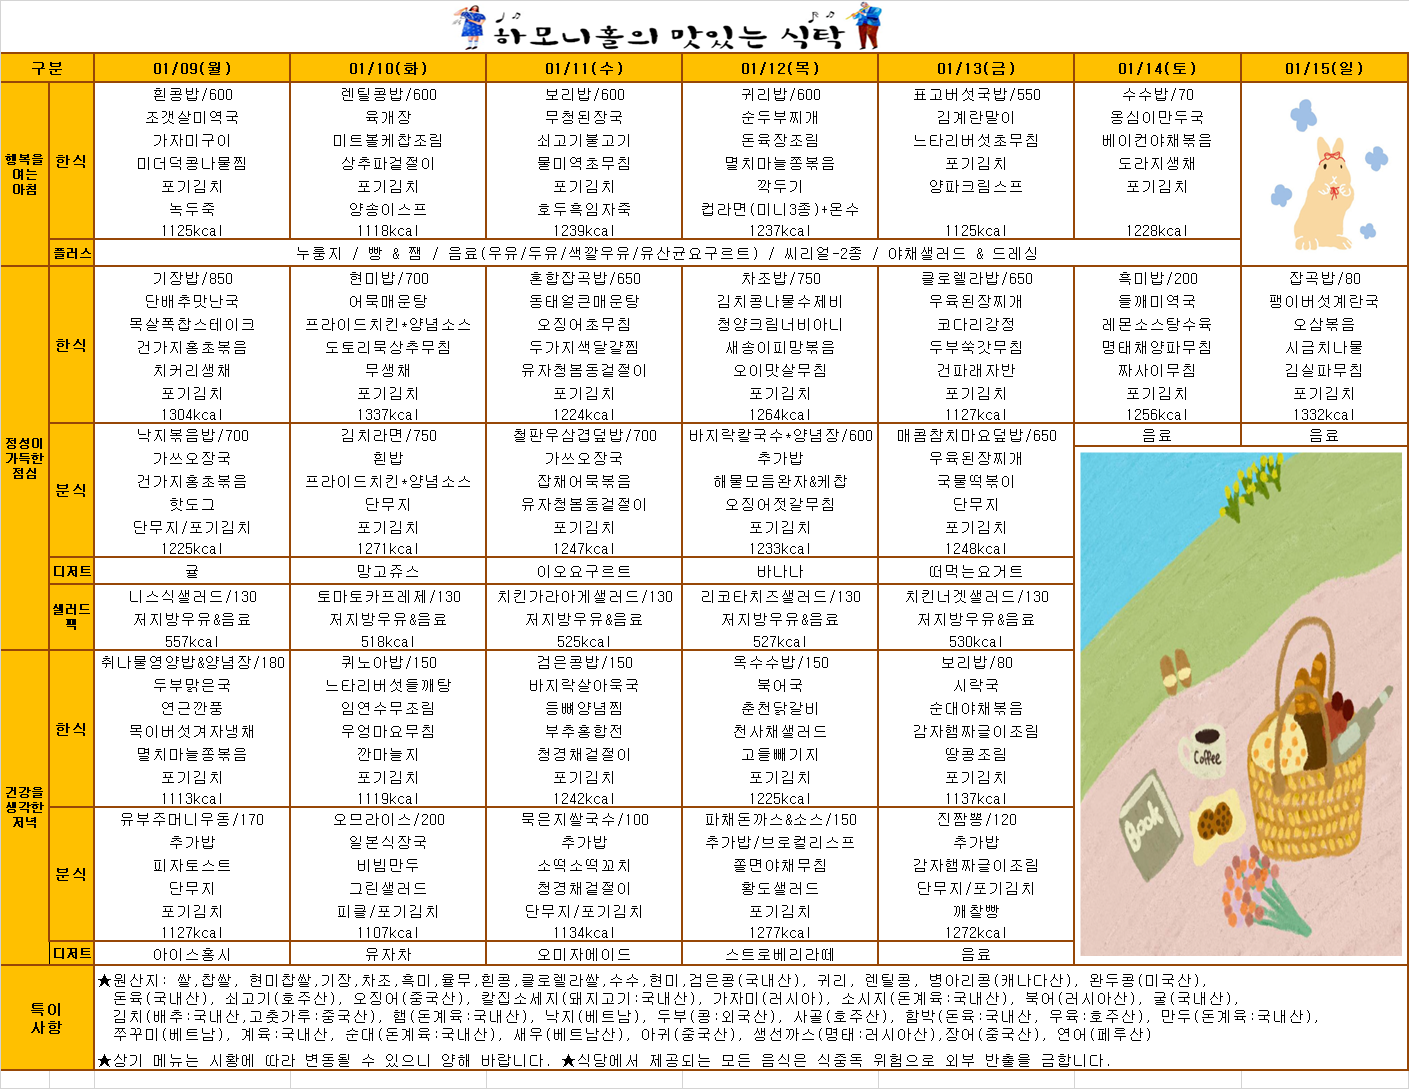 하모니홀의 맛있는 식탁
구분 01/09(월) 01/10(화) 01/11(수) 01/12(목) 01/13(금) 01/14(토) 01/15(일)
행복을
여는
아침
한식
흰콩밥/600 렌틸콩밥/600 보리밥/600 귀리밥/600 표고버섯국밥/550 수수밥/70
조갯살미역국 육개장 무청된장국 순두부찌개 김계란말이 옹심이만두국
가자미구이 미트볼케찹조림 쇠고기불고기 돈육장조림 느타리버섯초무침 베이컨야채볶음
미더덕콩나물찜 상추파겉절이 물미역초무침 멸치마늘쫑볶음 포기김치 도라지생채
포기김치 포기김치 포기김치 깍두기 양파크림스프 포기김치
녹두죽 양송이스프 호두흑임자죽 컵라면(미니3종)+온수
1125kcal 1118kcal 1239kcal 1237kcal 1125kcal 1228kcal
플러스 누룽지 / 빵 & 잼 / 음료(우유/두유/색깔우유/유산균요구르트) / 씨리얼-2종 / 야채샐러드 & 드레싱
정성이
가득한
점심
한식
기장밥/850 현미밥/700 혼합잡곡밥/650 차조밥/750 클로렐라밥/650 흑미밥/200 잡곡밥/80
단배추맛난국 어묵매운탕 동태얼큰매운탕 김치콩나물수제비 우육된장찌개 들깨미역국 팽이버섯계란국
목살폭찹스테이크 프라이드치킨*양념소스 오징어초무침 청양크림너비아니 코다리강정 레몬소스탕수육 오삼볶음
건가지홍초볶음 도토리묵상추무침 두가지색달걀찜 새송이피망볶음 두부쑥갓무침 명태채양파무침 시금치나물
치커리생채 무생채 유자청봄동겉절이 오이맛살무침 건파래자반 짜사이무침 김실파무침
포기김치 포기김치 포기김치 포기김치 포기김치 포기김치 포기김치
1304kcal 1337kcal 1224kcal 1264kcal 1127kcal 1256kcal 1332kcal
분식
낙지볶음밥/700 김치라면/750 철판우삼겹덮밥/700 바지락칼국수*양념장/600 매콤참치마요덮밥/650 음료 음료
가쓰오장국 흰밥 가쓰오장국 추가밥 우육된장찌개
건가지홍초볶음 프라이드치킨*양념소스 잡채어묵볶음 해물모듬완자&케찹 국물떡볶이
핫도그 단무지 유자청봄동겉절이 오징어젓갈무침 단무지
단무지/포기김치 포기김치 포기김치 포기김치 포기김치
1225kcal 1271kcal 1247kcal 1233kcal 1248kcal
디저트 귤 망고쥬스 이오요구르트 바나나 떠먹는요거트
샐러드
팩
니스식샐러드/130 토마토카프레제/130 치킨가라아게샐러드/130 리코타치즈샐러드/130 치킨너겟샐러드/130
저지방우유&음료 저지방우유&음료 저지방우유&음료 저지방우유&음료 저지방우유&음료
557kcal 518kcal 525kcal 527kcal 530kcal
건강을
생각한
저녁
한식
취나물영양밥&양념장/180 퀴노아밥/150 검은콩밥/150 옥수수밥/150 보리밥/80
두부맑은국 느타리버섯들깨탕 바지락살아욱국 북어국 시락국
연근깐풍 임연수무조림 등뼈양념찜 춘천닭갈비 순대야채볶음
목이버섯겨자냉채 우엉마요무침 부추홍합전 천사채샐러드 감자햄짜글이조림
멸치마늘쫑볶음 깐마늘지 청경채겉절이 고들빼기지 땅콩조림
포기김치 포기김치 포기김치 포기김치 포기김치
1113kcal 1119kcal 1242kcal 1225kcal 1137kcal
분식
유부주머니우동/170 오므라이스/200 묵은지쌀국수/100 파채돈까스&소스/150 진짬뽕/120
추가밥 일본식장국 추가밥 추가밥/브로컬리스프 추가밥
피자토스트 비빔만두 소떡소떡꼬치 쫄면야채무침 감자햄짜글이조림
단무지 그린샐러드 청경채겉절이 황도샐러드 단무지/포기김치
포기김치 피클/포기김치 단무지/포기김치 포기김치 깨찰빵
1127kcal 1107kcal 1134kcal 1277kcal 1272kcal
디저트 아이스홍시 유자차 오미자에이드 스트로베리라떼 음료
Coffee
Book
특이
사항
★원산지: 쌀,찹쌀, 현미찹쌀,기장,차조,흑미,율무,흰콩,클로렐라쌀,수수,현미,검은콩(국내산), 귀리, 렌틸콩, 병아리콩(캐나다산), 완두콩(미국산),
돈육(국내산), 쇠고기(호주산), 오징어(중국산), 칼집소세지(돼지고기:국내산), 가자미(러시아), 소시지(돈계육:국내산), 북어(러시아산), 굴(국내산),
김치(배추:국내산,고춧가루:중국산), 햄(돈계육:국내산), 낙지(베트남), 두부(콩:외국산), 사골(호주산), 함박(돈육:국내산, 우육:호주산), 만두(돈계육:국내산),
쭈꾸미(베트남), 계육:국내산, 순대(돈계육:국내산), 새우(베트남산), 아귀(중국산), 생선까스(명태:러시아산),장어(중국산), 연어(페루산)
★상기 메뉴는 시황에 따라 변동될 수 있으니 양해 바랍니다. ★식당에서 제공되는 모든 음식은 식중독 위험으로 외부 반출을 금합니다.